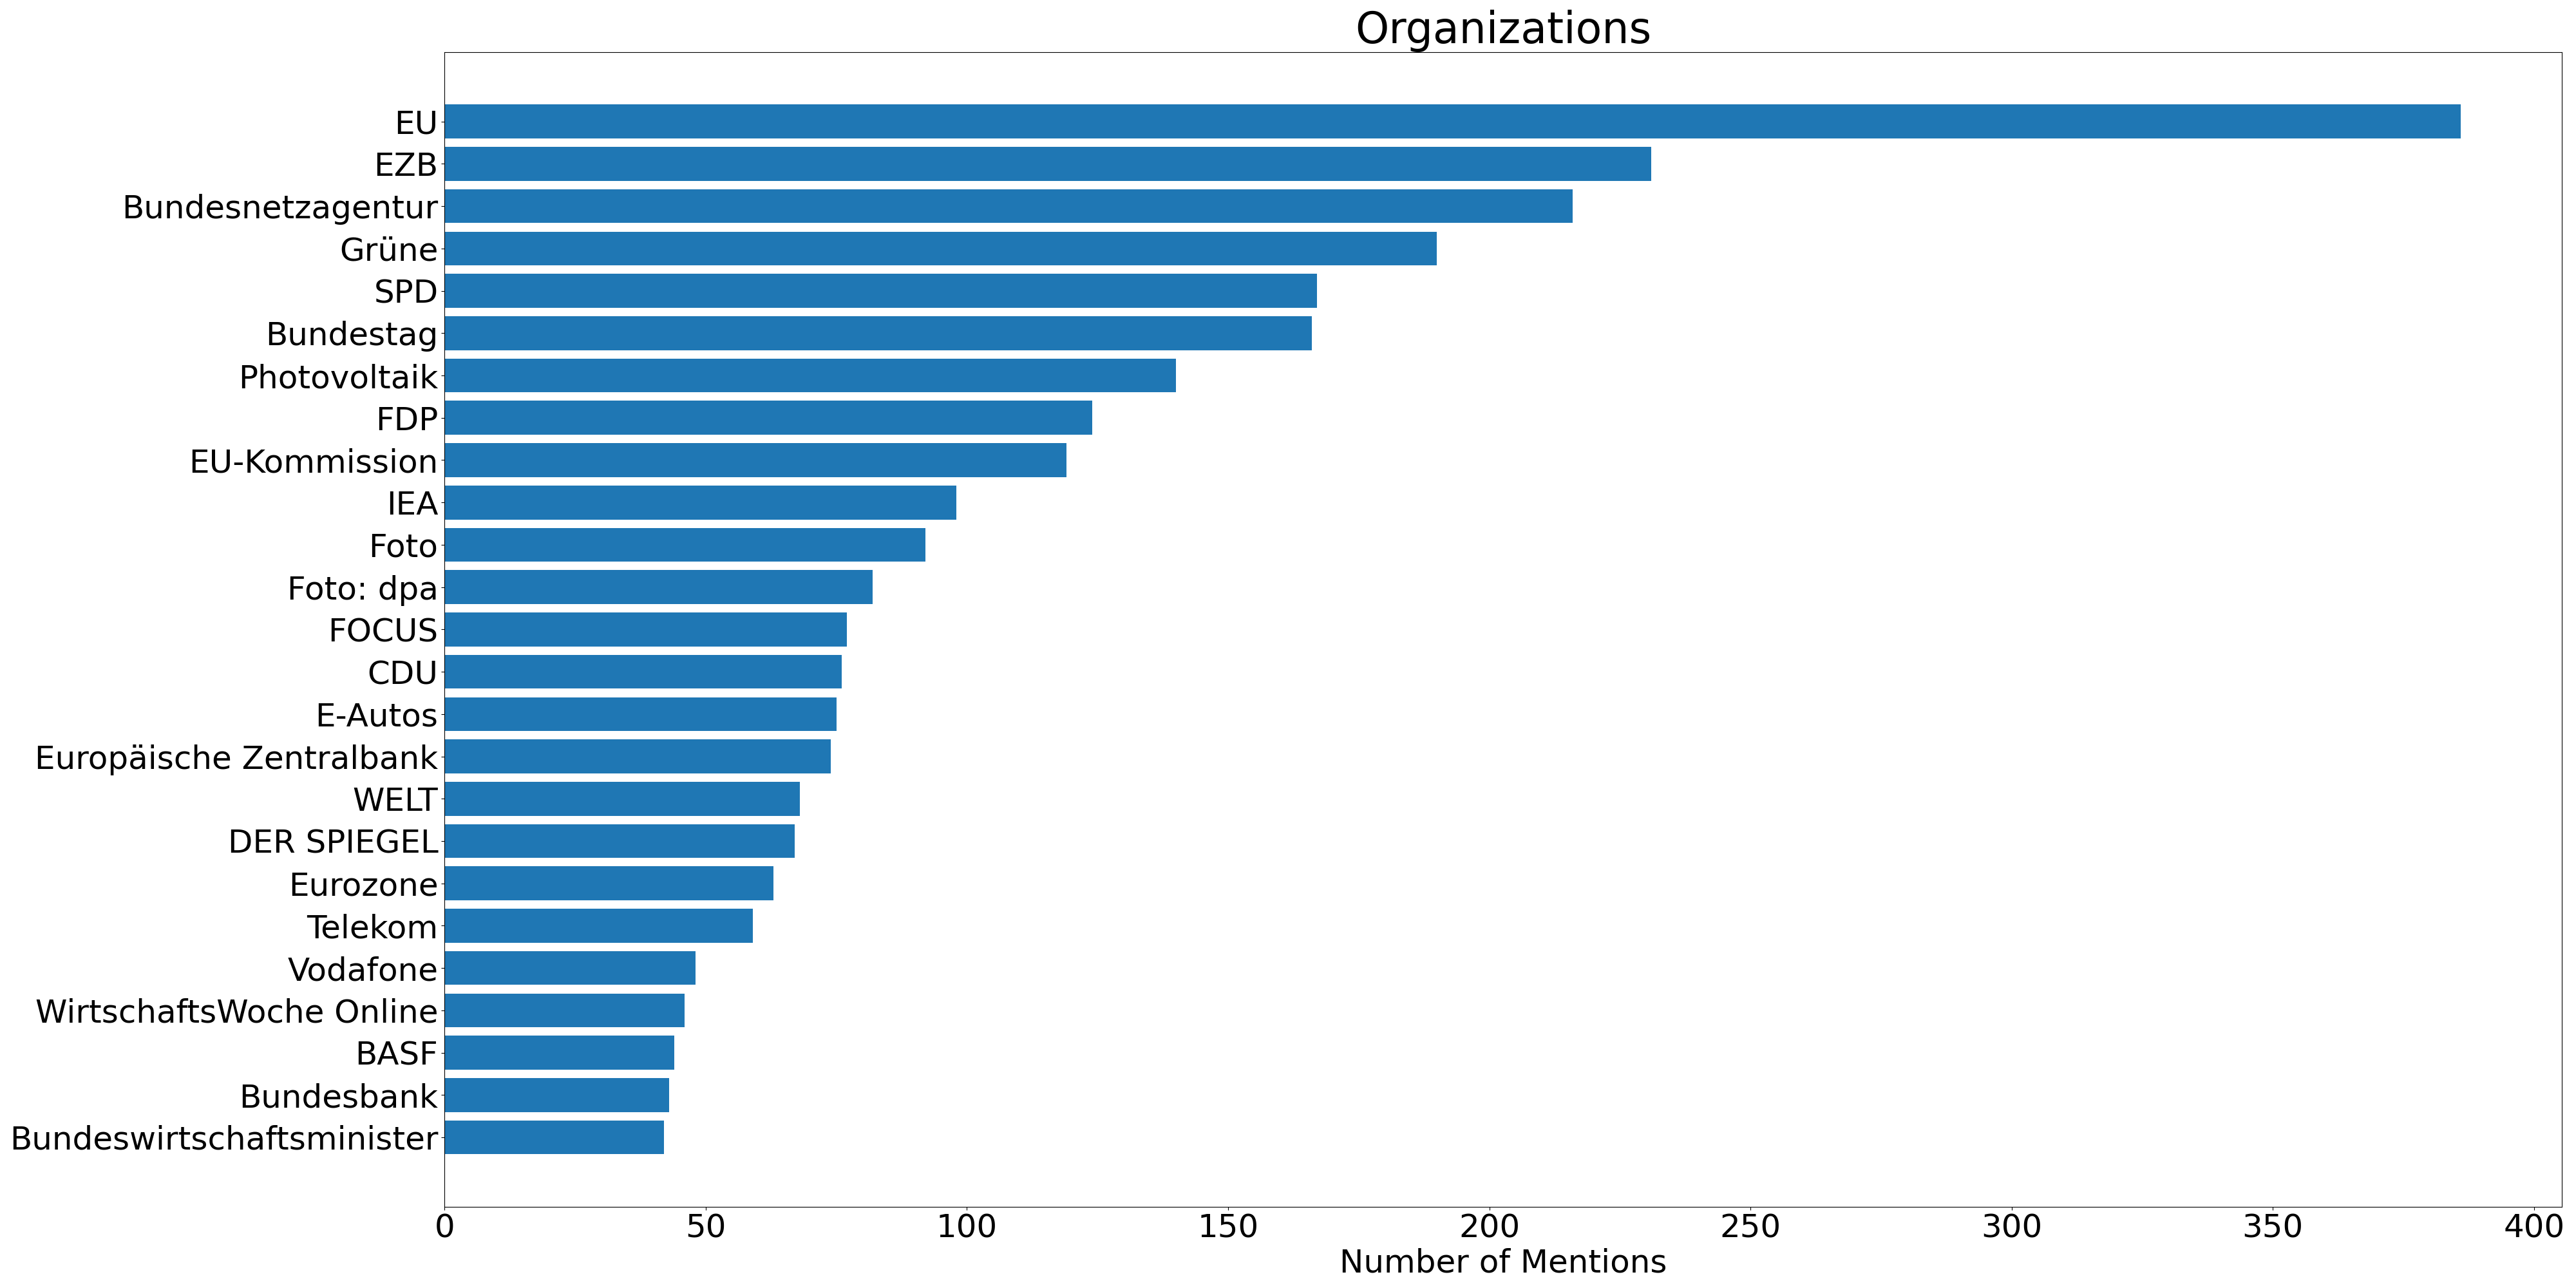 Organizations
EU
EZB
Bundesnetzagentur
Grüne
SPD
Bundestag
Photovoltaik
FDP
EU-Kommission
IEA
Foto
Foto: dpa
FOCUS
CDU
E-Autos
Europäische Zentralbank
WELT
DER SPIEGEL
Eurozone
Telekom
Vodafone
WirtschaftsWoche Online
BASF
Bundesbank
Bundeswirtschaftsminister
0 50 100 150 200 250 300 350 400
Number of Mentions